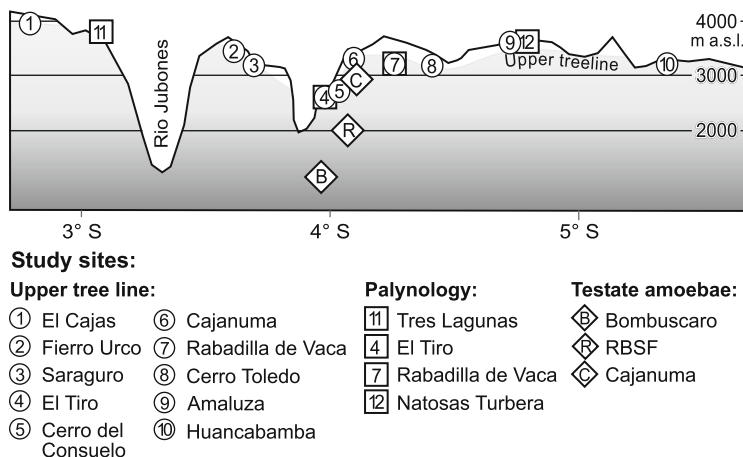 4000
m a.s.l.
3000
2000
Rio Jubones
Upper treeline
1
11
2
3
4
5
6
C
R
B
7
8
9
12
10
3° S 4° S 5° S
Study sites:
Upper tree line:
1 El Cajas
2 Fierro Urco
3 Saraguro
4 El Tiro
5 Cerro del
Consuelo
6 Cajanuma
7 Rabadilla de Vaca
8 Cerro Toledo
9 Amaluza
10 Huancabamba
Palynology:
11 Tres Lagunas
4 El Tiro
7 Rabadilla de Vaca
12 Natosas Turbera
Testate amoebae:
B Bombuscaro
R RBSF
C Cajanuma